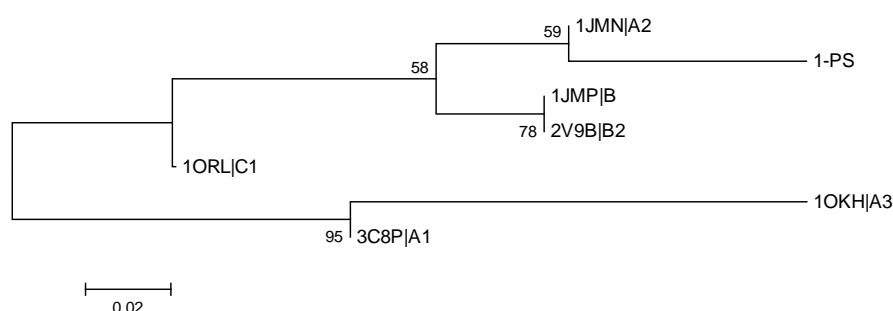 59
1JMN|A2
58
1-PS
1JMP|B
78
2V9B|B2
1ORL|C1
1OKH|A3
95
3C8P|A1
0.02